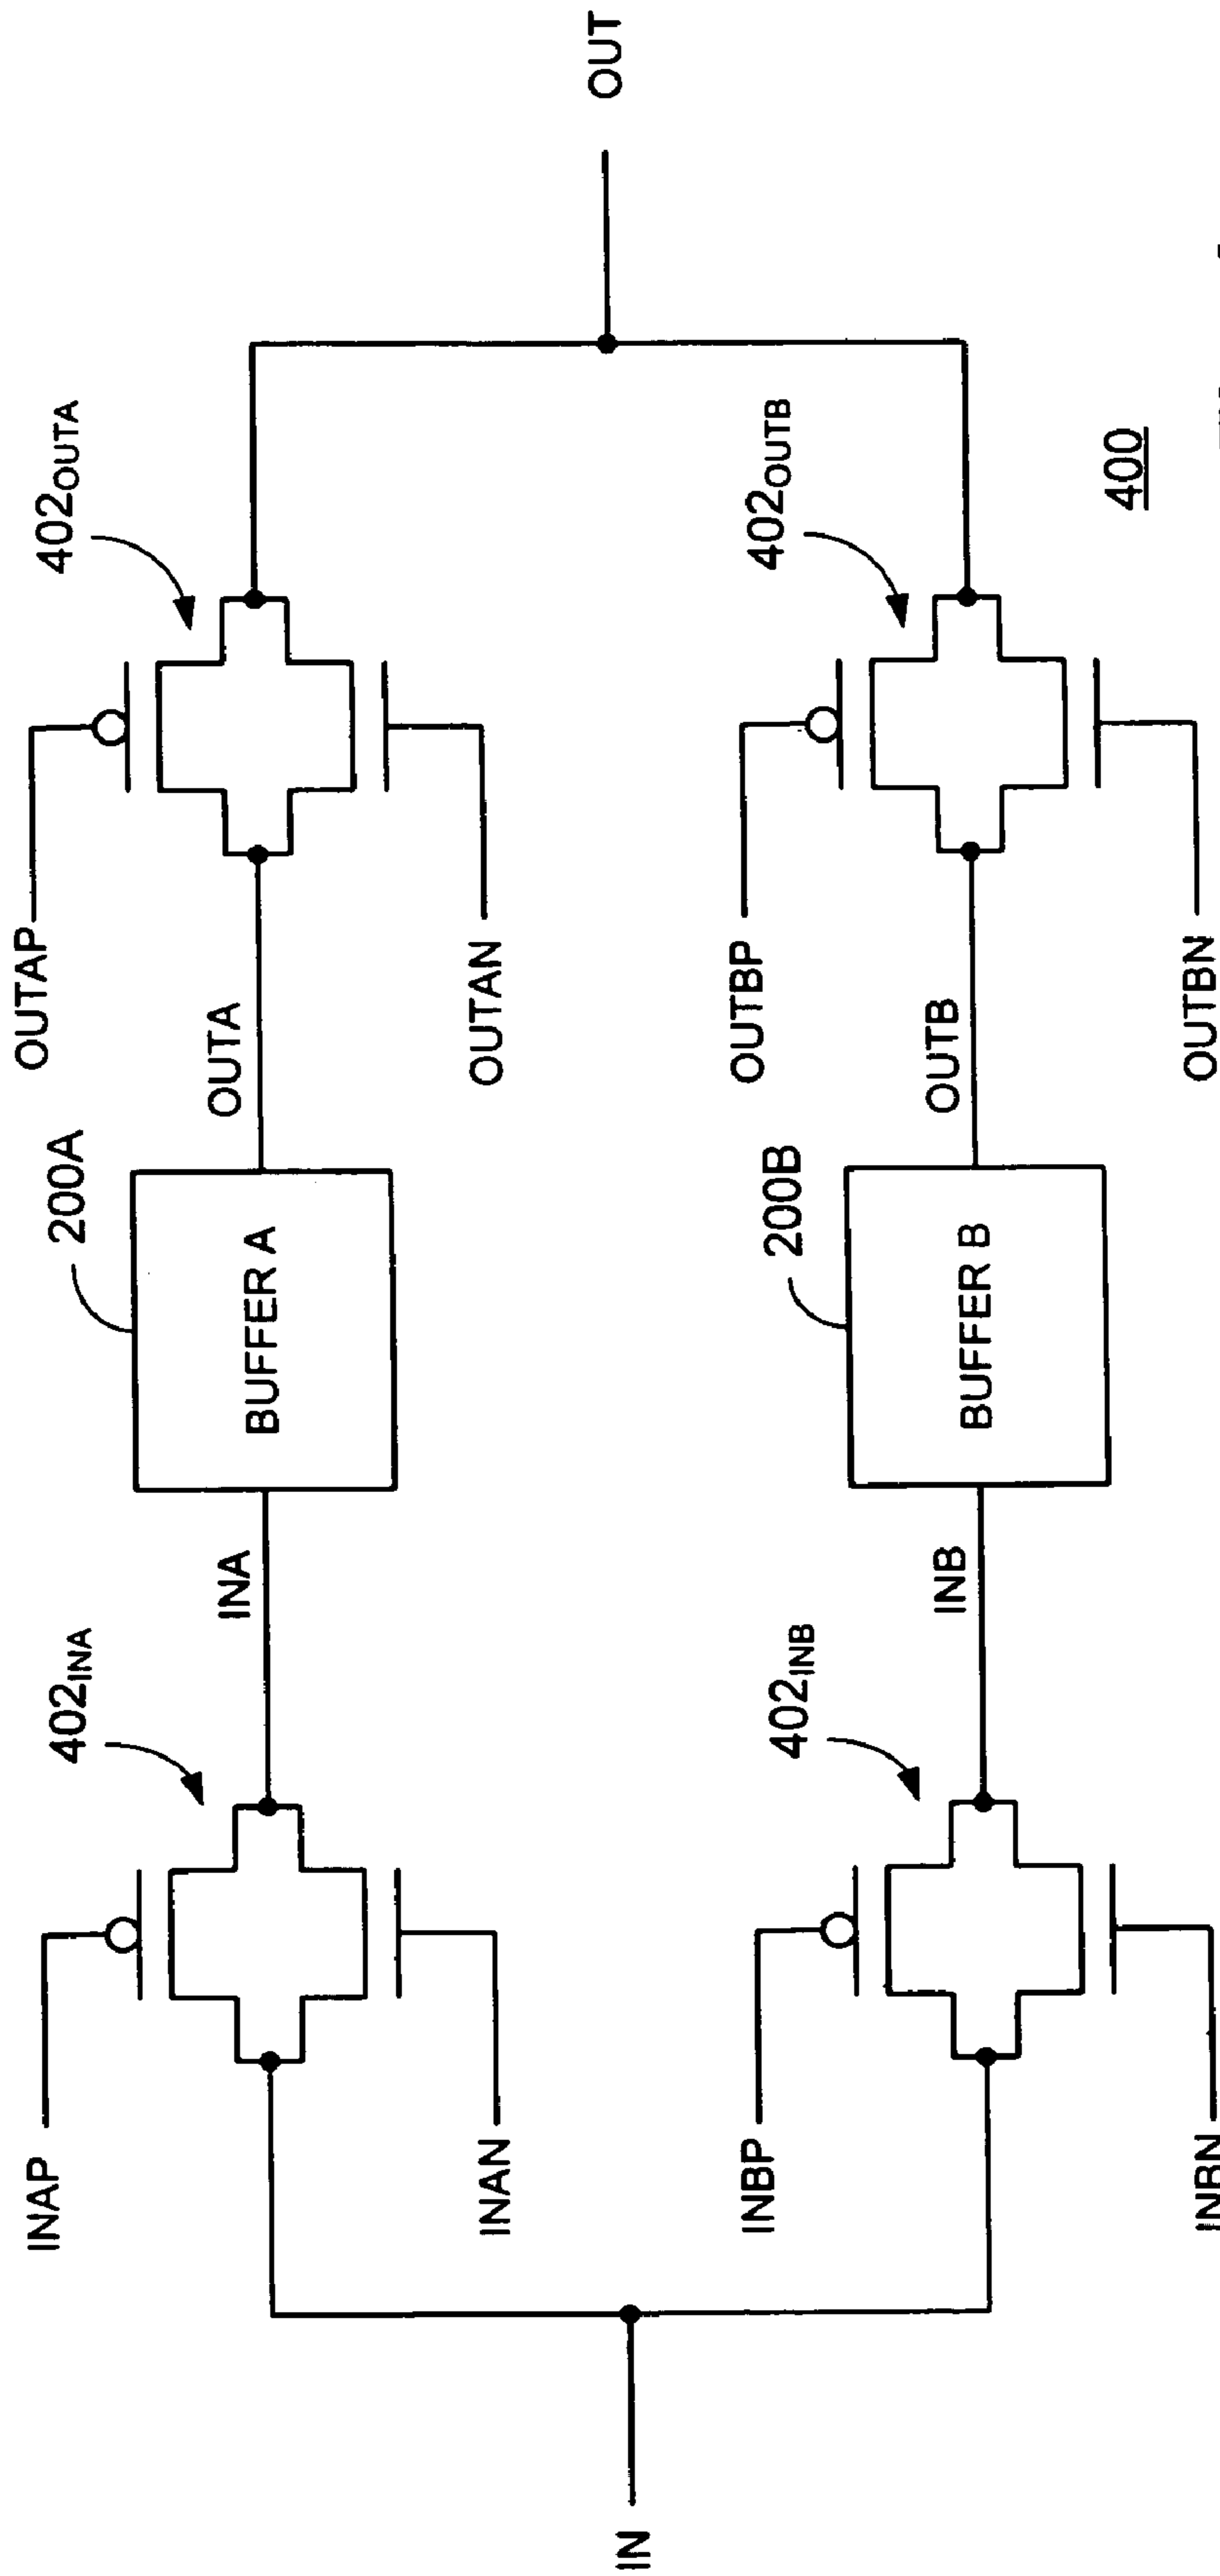 OUTAP
402OUTA
OUT
200A
OUTA
OUTAN
BUFFER A
402INA
INA
INAP
INAN
OUTBP
402OUTB
200B
OUTB
OUTBN
BUFFER B
402INB
INB
INBP
INBN
IN
400